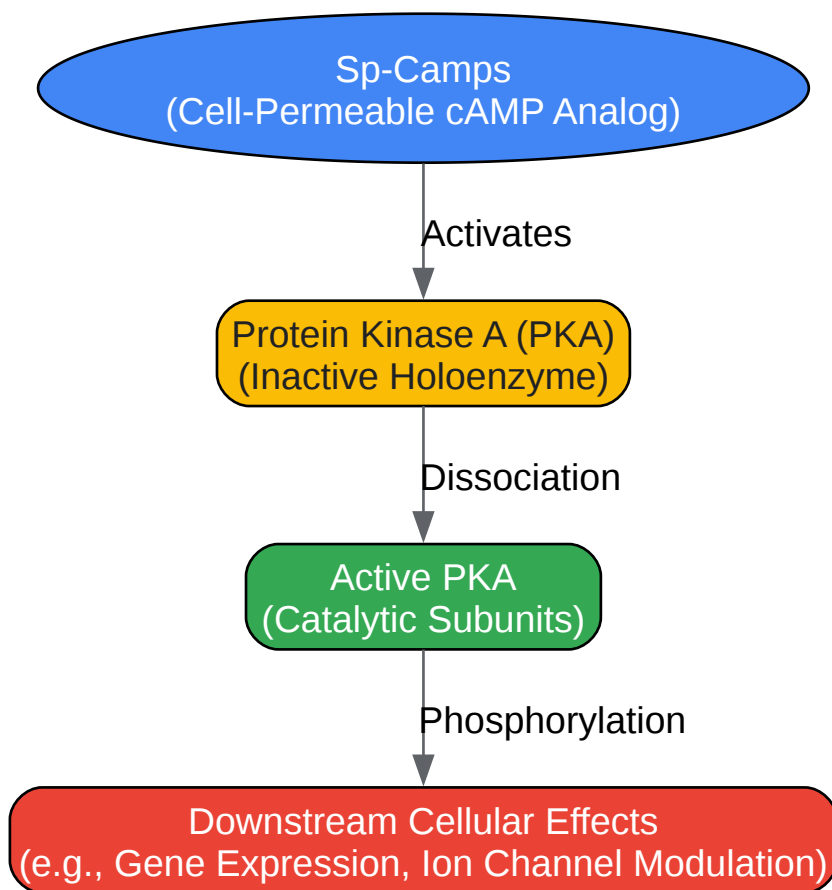 Sp-Camps
(Cell-Permeable cAMP Analog)
Activates
Protein Kinase A (PKA)
(Inactive Holoenzyme)
Dissociation
Active PKA
(Catalytic Subunits)
Phosphorylation
Downstream Cellular Effects
(e.g., Gene Expression, Ion Channel Modulation)